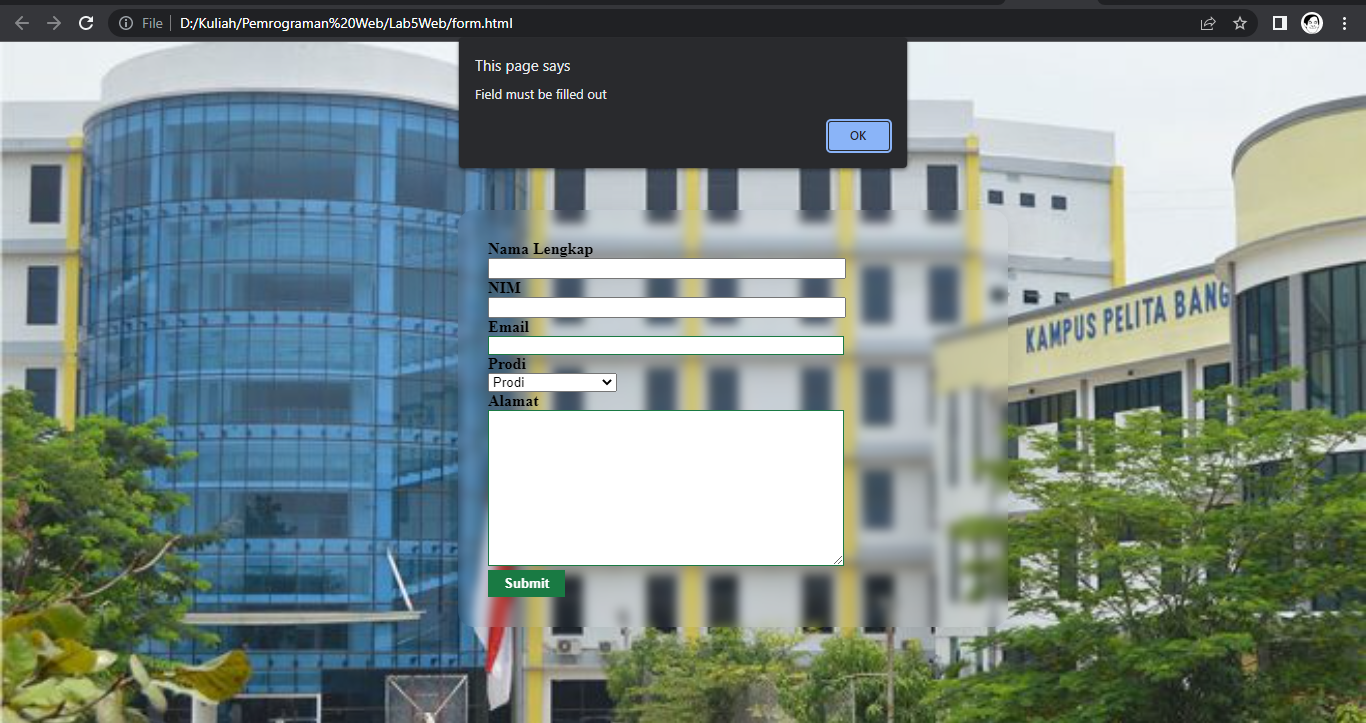 File
D:/Kuliah/Pemrograman%20Web/Lab5Web/form.html
This page says
Field must be filled out
OK
Nama Lengkap
NIM
Email
Prodi
Prodi
Alamat
Submit
KAMPUS PELITA BANG